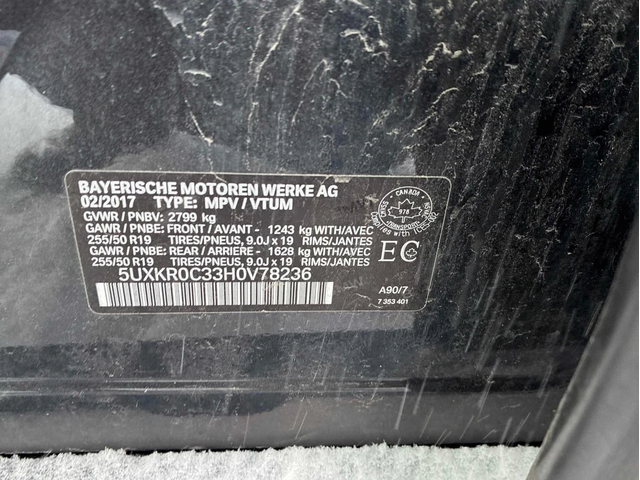 BAYERISCHE MOTOREN WERKE AG
02/2017 TYPE: MPV / VTUM
GVWR / PNBV: 2799 kg
GAWR / PNBE: FRONT / AVANT - 1243 kg WITH/AVEC
255/50 R19 TIRES/PNEUS, 9.0J x 19 RIMS/JANTES
GAWR / PNBE: REAR / ARRIERE - 1628 kg WITH/AVEC
255/50 R19 TIRES/PNEUS, 9.0J x 19 RIMS/JANTES
5UXKR0C33H0V78236
CANADA
978
TRANSPORT
EC
A90/7
7 353 401